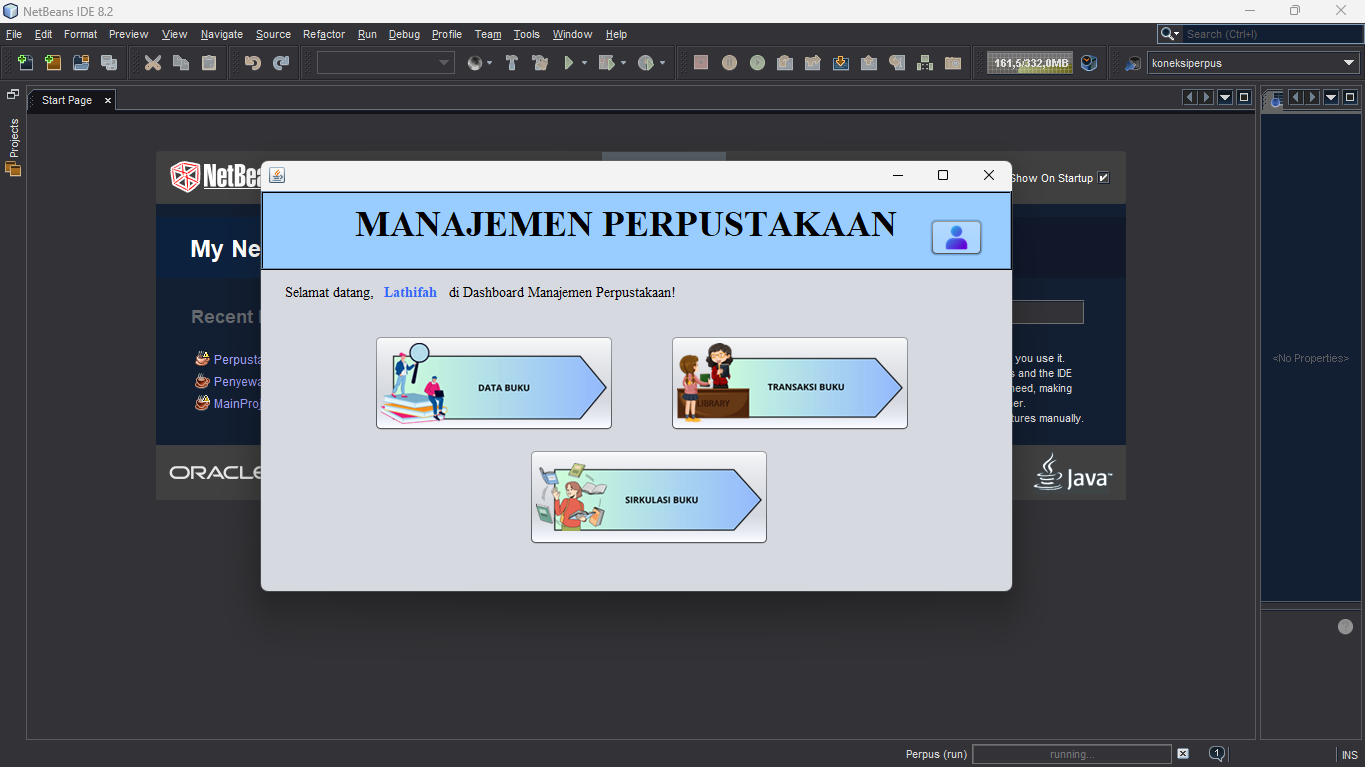 NetBeans IDE 8.2
File Edit Format Preview View Navigate Source Refactor Run Debug Profile Team Tools Window Help
Search (Ctrl+I)
161,5/332,0MB
koneksiperpus
Start Page
Projects
NetBea
Show On Startup
MANAJEMEN PERPUSTAKAAN
My Ne
Selamat datang, Lathifah di Dashboard Manajemen Perpustakaan!
Recent
Perpusta
Penyewa
MainProj
you use it.
s and the IDE
need, making
er.
tures manually.
<No Properties>
DATA BUKU
TRANSAKSI BUKU
LIBRARY
SIRKULASI BUKU
ORACLE
Java
Perpus (run)
running...
1
INS